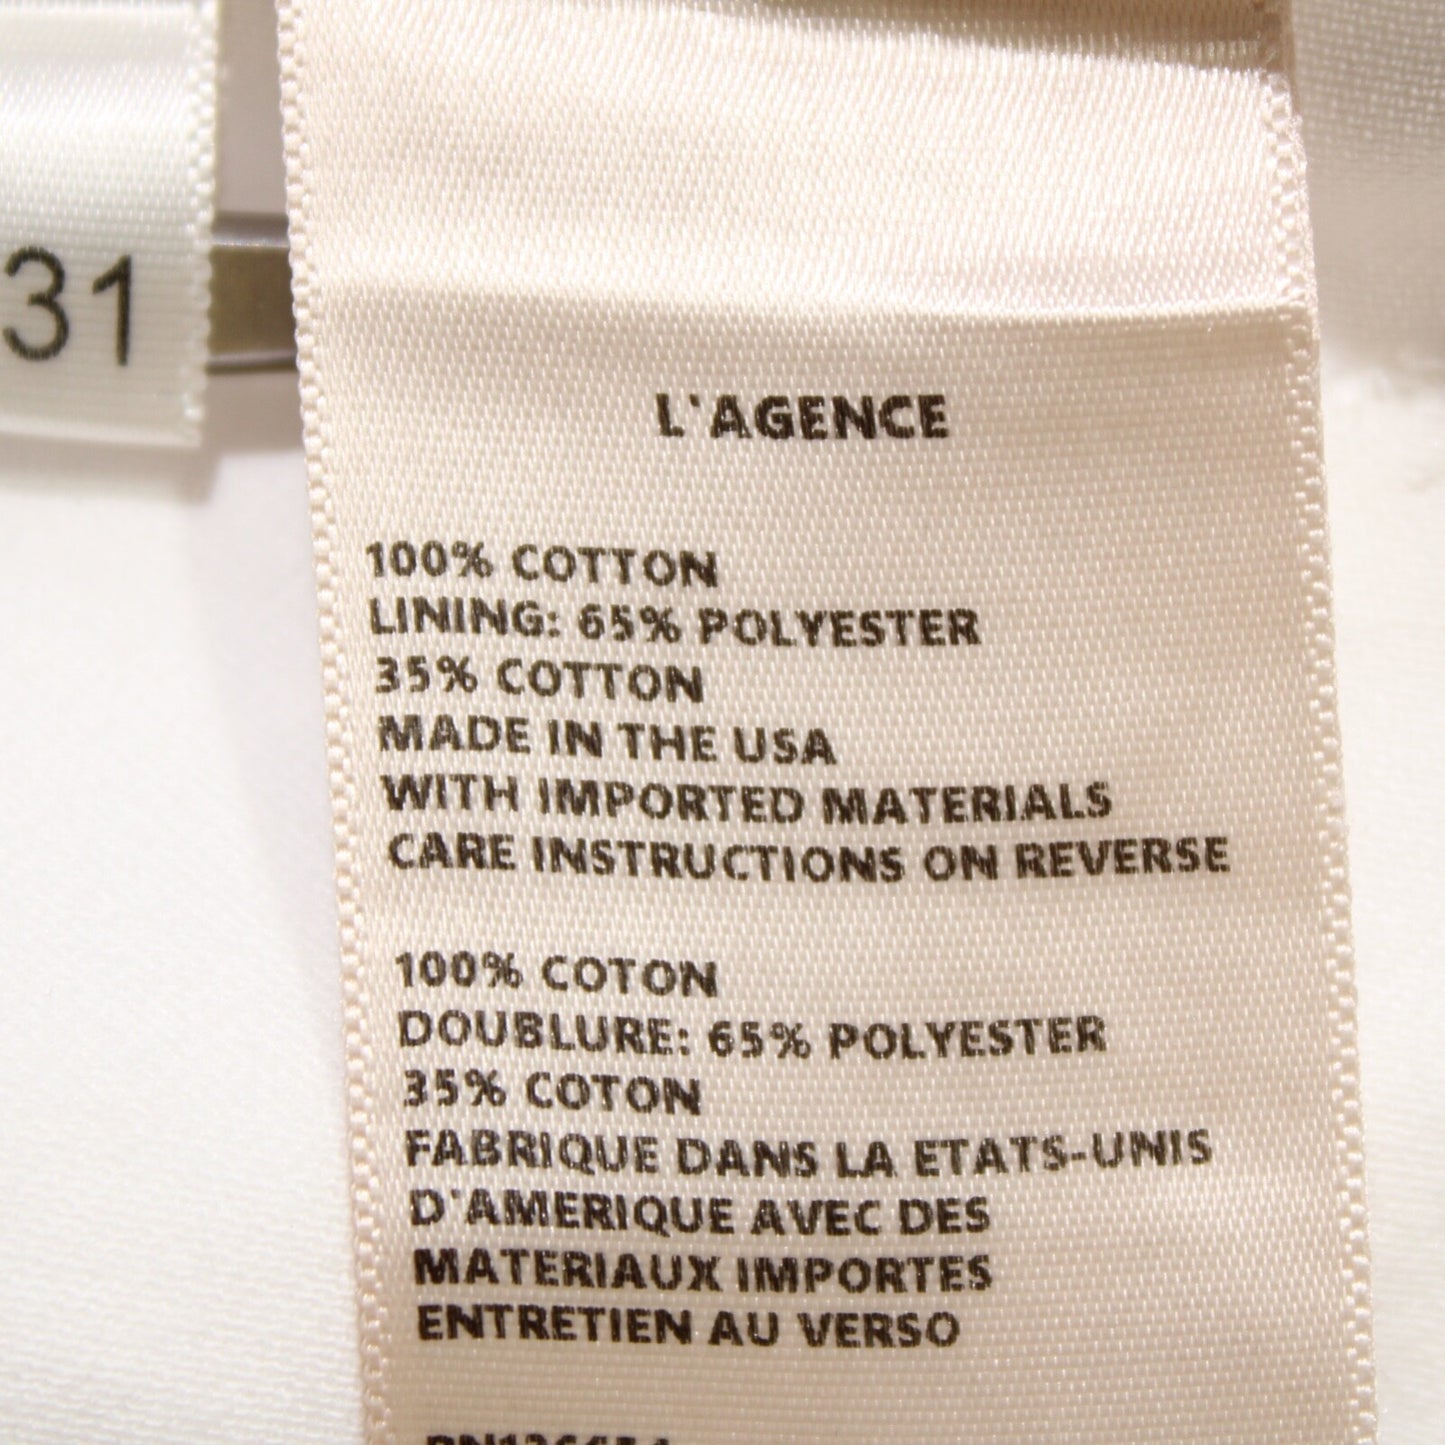 31
L'AGENCE
100% COTTON
LINING: 65% POLYESTER
35% COTTON
MADE IN THE USA
WITH IMPORTED MATERIALS
CARE INSTRUCTIONS ON REVERSE
100% COTON
DOUBLURE: 65% POLYESTER
35% COTON
FABRIQUE DANS LA ETATS-UNIS
D'AMERIQUE AVEC DES
MATERIAUX IMPORTES
ENTRETIEN AU VERSO